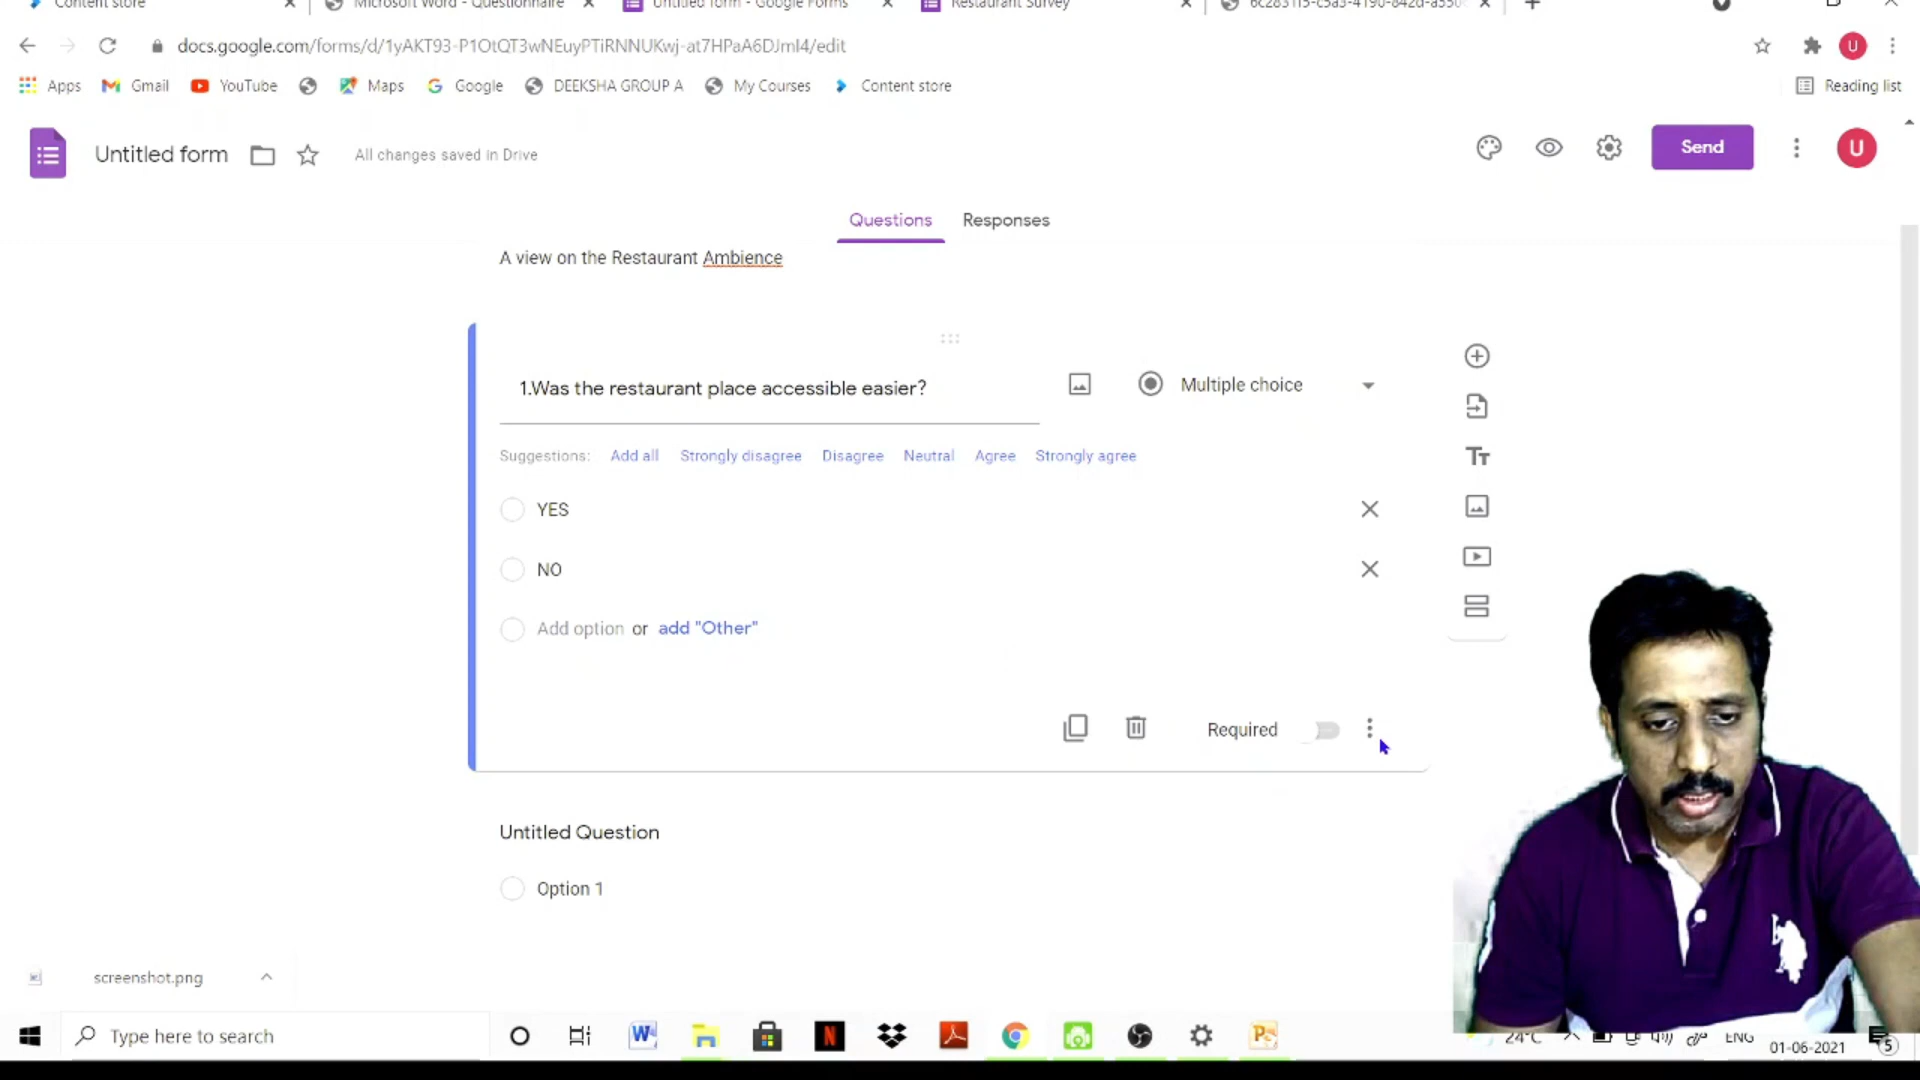 Content store
Microsoft Word - Questionnaire
Untitled form - Google Forms
Restaurant Survey
docs.google.com/forms/d/1yAKT93-P1OtQT3wNEuyPTiRNNUKwj-at7HPaA6DJmI4/edit
U
Apps
Gmail
YouTube
Maps
Google
DEEKSHA GROUP A
My Courses
Content store
Reading list
Untitled form
All changes saved in Drive
Send
U
Questions
Responses
A view on the Restaurant Ambience
1.Was the restaurant place accessible easier?
Multiple choice
Suggestions: Add all Strongly disagree Disagree Neutral Agree Strongly agree
YES
NO
Add option or add "Other"
Required
Untitled Question
Option 1
screenshot.png
Type here to search
24°C
ENG
01-06-2021
5